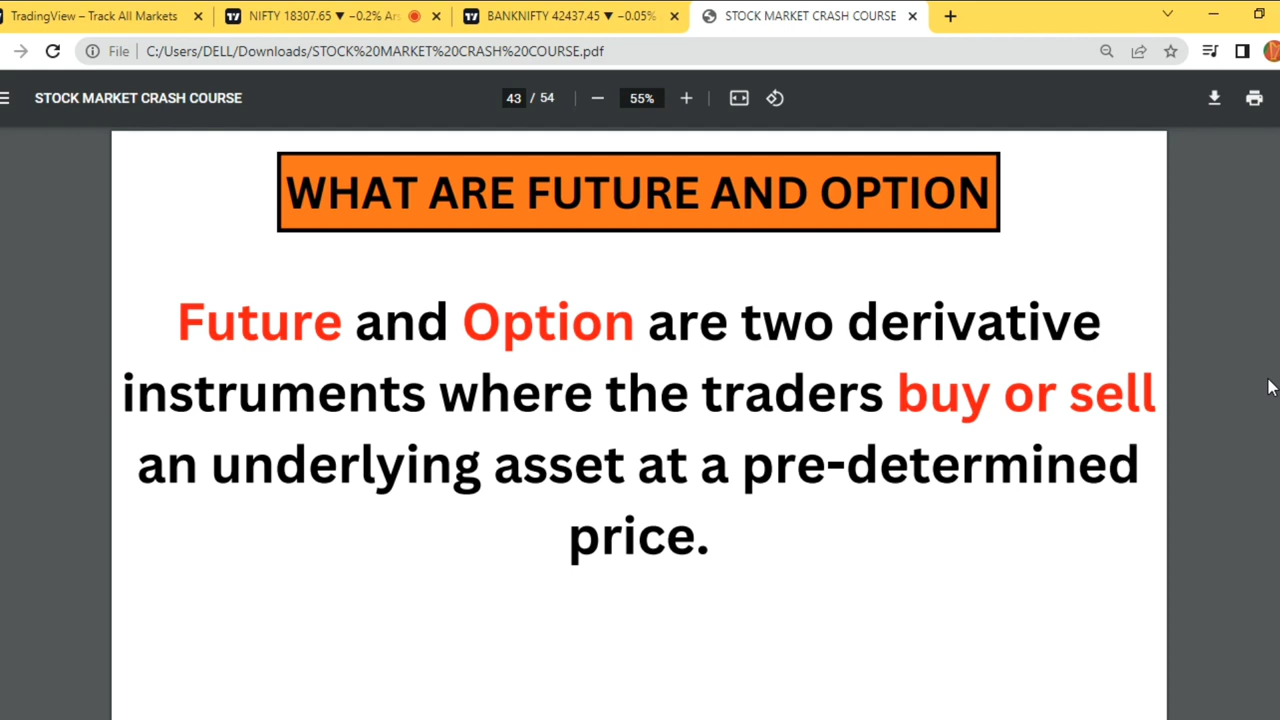 TradingView – Track All Markets
NIFTY 18307.65 ▼ −0.2%
BANKNIFTY 42437.45 ▼ −0.05%
STOCK MARKET CRASH COURSE
File
C:/Users/DELL/Downloads/STOCK%20MARKET%20CRASH%20COURSE.pdf
STOCK MARKET CRASH COURSE
43 / 54
55%
WHAT ARE FUTURE AND OPTION
Future and Option are two derivative
instruments where the traders buy or sell
an underlying asset at a pre-determined
price.